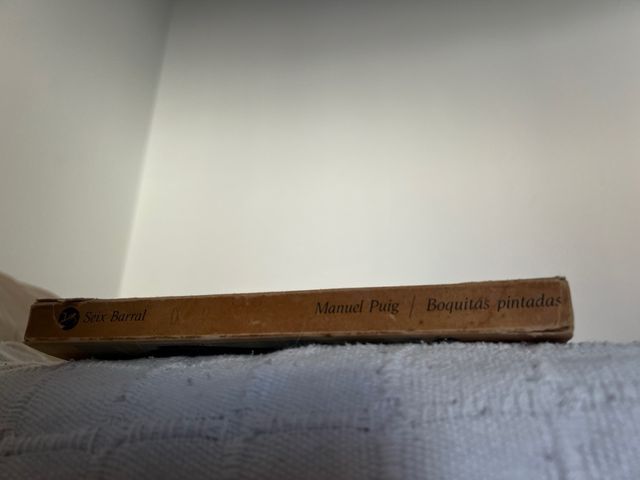 Seix Barral Manuel Puig | Boquitas pintadas